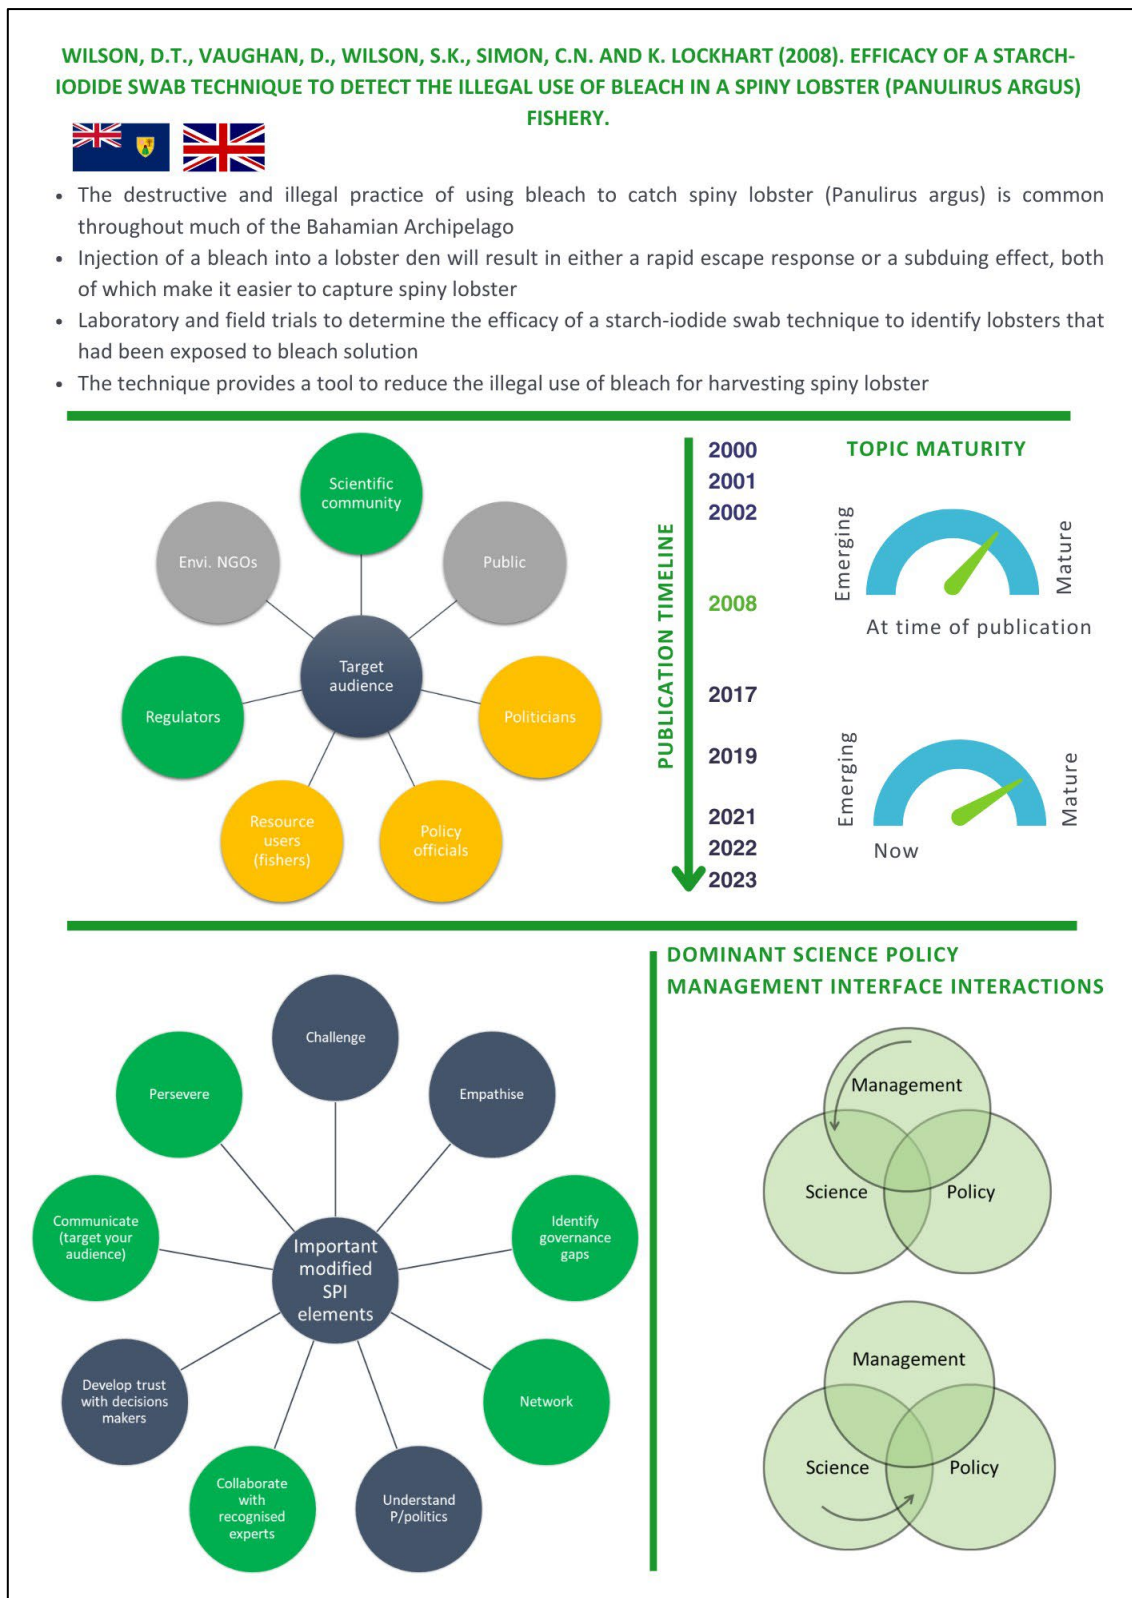 WILSON, D.T., VAUGHAN, D., WILSON, S.K., SIMON, C.N. AND K. LOCKHART (2008). EFFICACY OF A STARCH-
IODIDE SWAB TECHNIQUE TO DETECT THE ILLEGAL USE OF BLEACH IN A SPINY LOBSTER (PANULIRUS ARGUS)
FISHERY.
• The destructive and illegal practice of using bleach to catch spiny lobster (Panulirus argus) is common
throughout much of the Bahamian Archipelago
• Injection of a bleach into a lobster den will result in either a rapid escape response or a subduing effect, both
of which make it easier to capture spiny lobster
• Laboratory and field trials to determine the efficacy of a starch-iodide swab technique to identify lobsters that
had been exposed to bleach solution
• The technique provides a tool to reduce the illegal use of bleach for harvesting spiny lobster
Scientific
community
Envi. NGOs
Public
Target
audience
Regulators
Politicians
Resource
users
(fishers)
Policy
officials
PUBLICATION TIMELINE
2000
2001
2002
2008
2017
2019
2021
2022
2023
TOPIC MATURITY
Emerging
Mature
At time of publication
Emerging
Mature
Now
Challenge
Persevere
Empathise
Communicate
(target your
audience)
Identify
governance
gaps
Important
modified
SPI
elements
Develop trust
with decisions
makers
Network
Collaborate
with
recognised
experts
Understand
P/politics
DOMINANT SCIENCE POLICY
MANAGEMENT INTERFACE INTERACTIONS
Management
Science
Policy
Management
Science
Policy